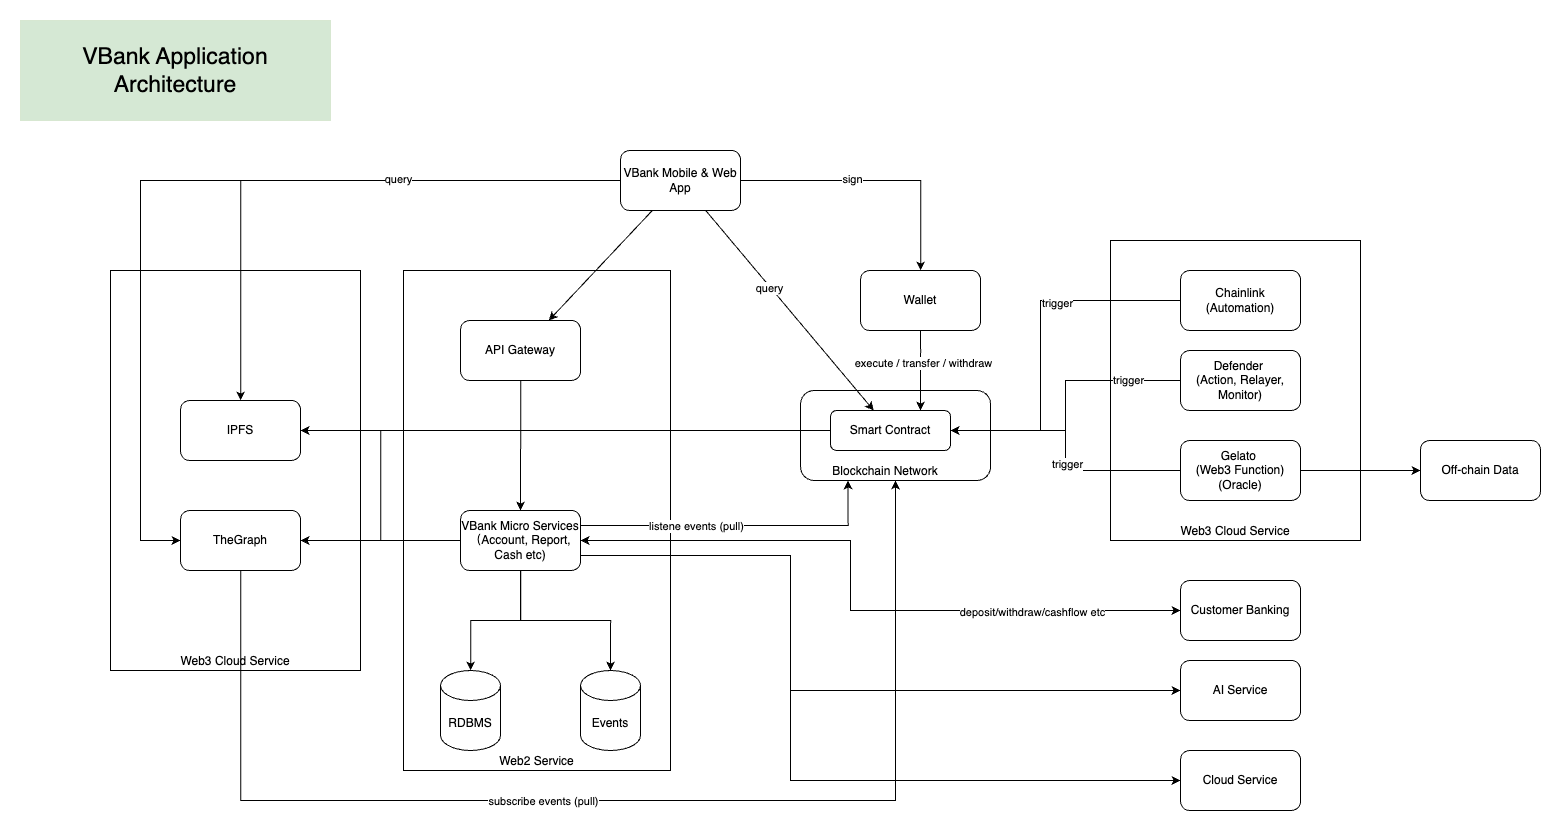 VBank Application
Architecture
VBank Mobile & Web
App
query
sign
query
Wallet
execute / transfer / withdraw
Chainlink
(Automation)
trigger
Defender
(Action, Relayer,
Monitor)
trigger
Gelato
(Web3 Function)
(Oracle)
trigger
Web3 Cloud Service
Off-chain Data
API Gateway
IPFS
Smart Contract
Blockchain Network
TheGraph
Web3 Cloud Service
VBank Micro Services
(Account, Report,
Cash etc)
listene events (pull)
deposit/withdraw/cashflow etc
Customer Banking
AI Service
Cloud Service
RDBMS
Events
Web2 Service
subscribe events (pull)